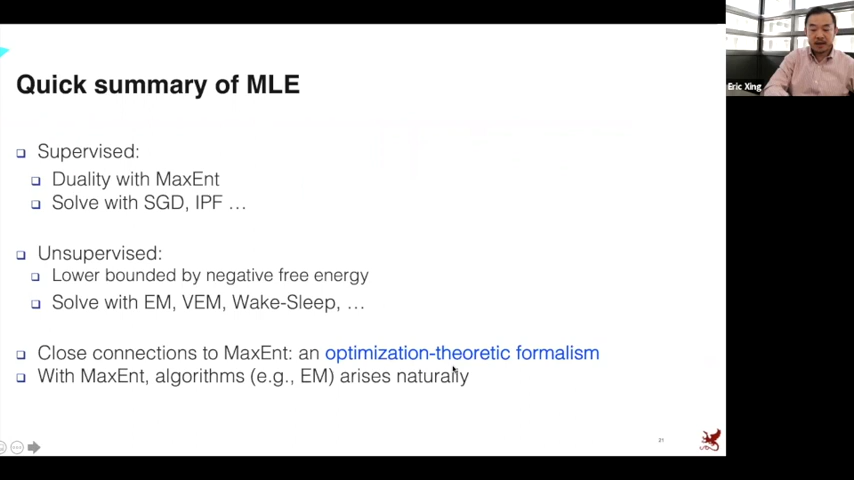 Quick summary of MLE
Supervised:
Duality with MaxEnt
Solve with SGD, IPF …
Unsupervised:
Lower bounded by negative free energy
Solve with EM, VEM, Wake-Sleep, …
Close connections to MaxEnt: an optimization-theoretic formalism
With MaxEnt, algorithms (e.g., EM) arises naturally
21
Eric Xing